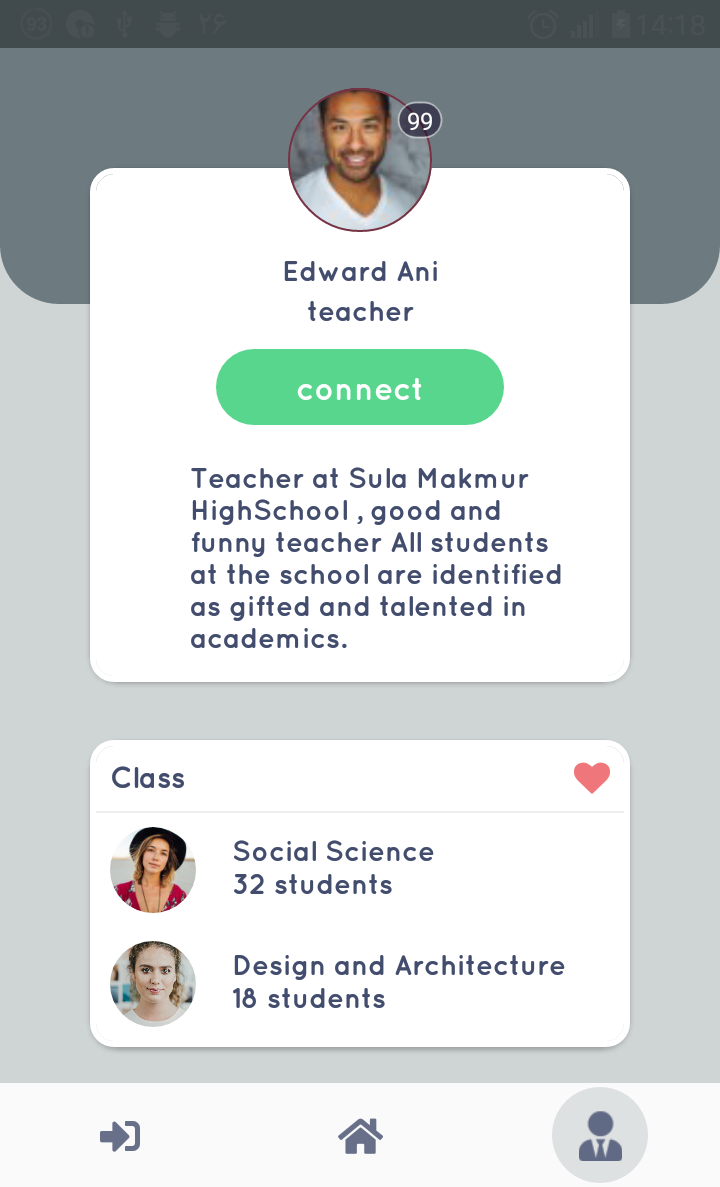 93 ۲۶ 14:18
99
Edward Ani
teacher
connect
Teacher at Sula Makmur
HighSchool , good and
funny teacher All students
at the school are identified
as gifted and talented in
academics.
Class
Social Science
32 students
Design and Architecture
18 students